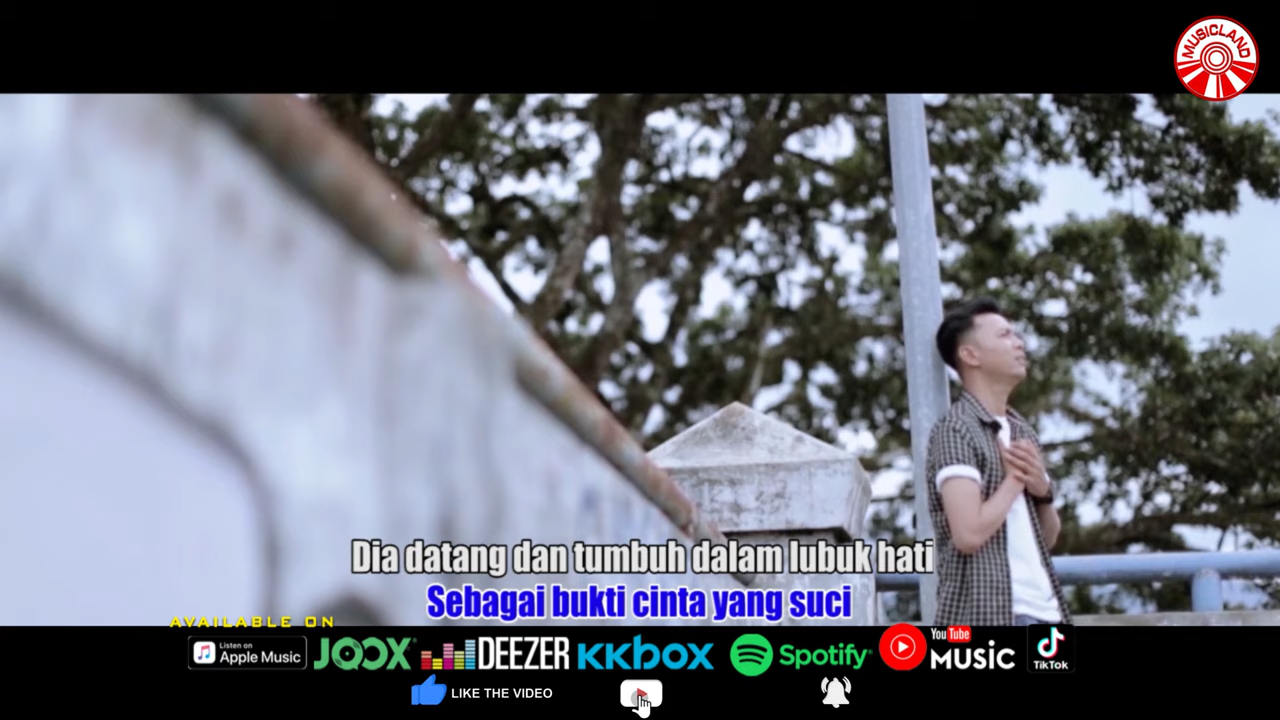 MUSICLAND
Dia datang dan tumbuh dalam lubuk hati
Sebagai bukti cinta yang suci
AVAILABLE ON
Listen on
Apple Music
JOOX
DEEZER
KKBOX
Spotify
YouTube
MUSIC
TikTok
LIKE THE VIDEO